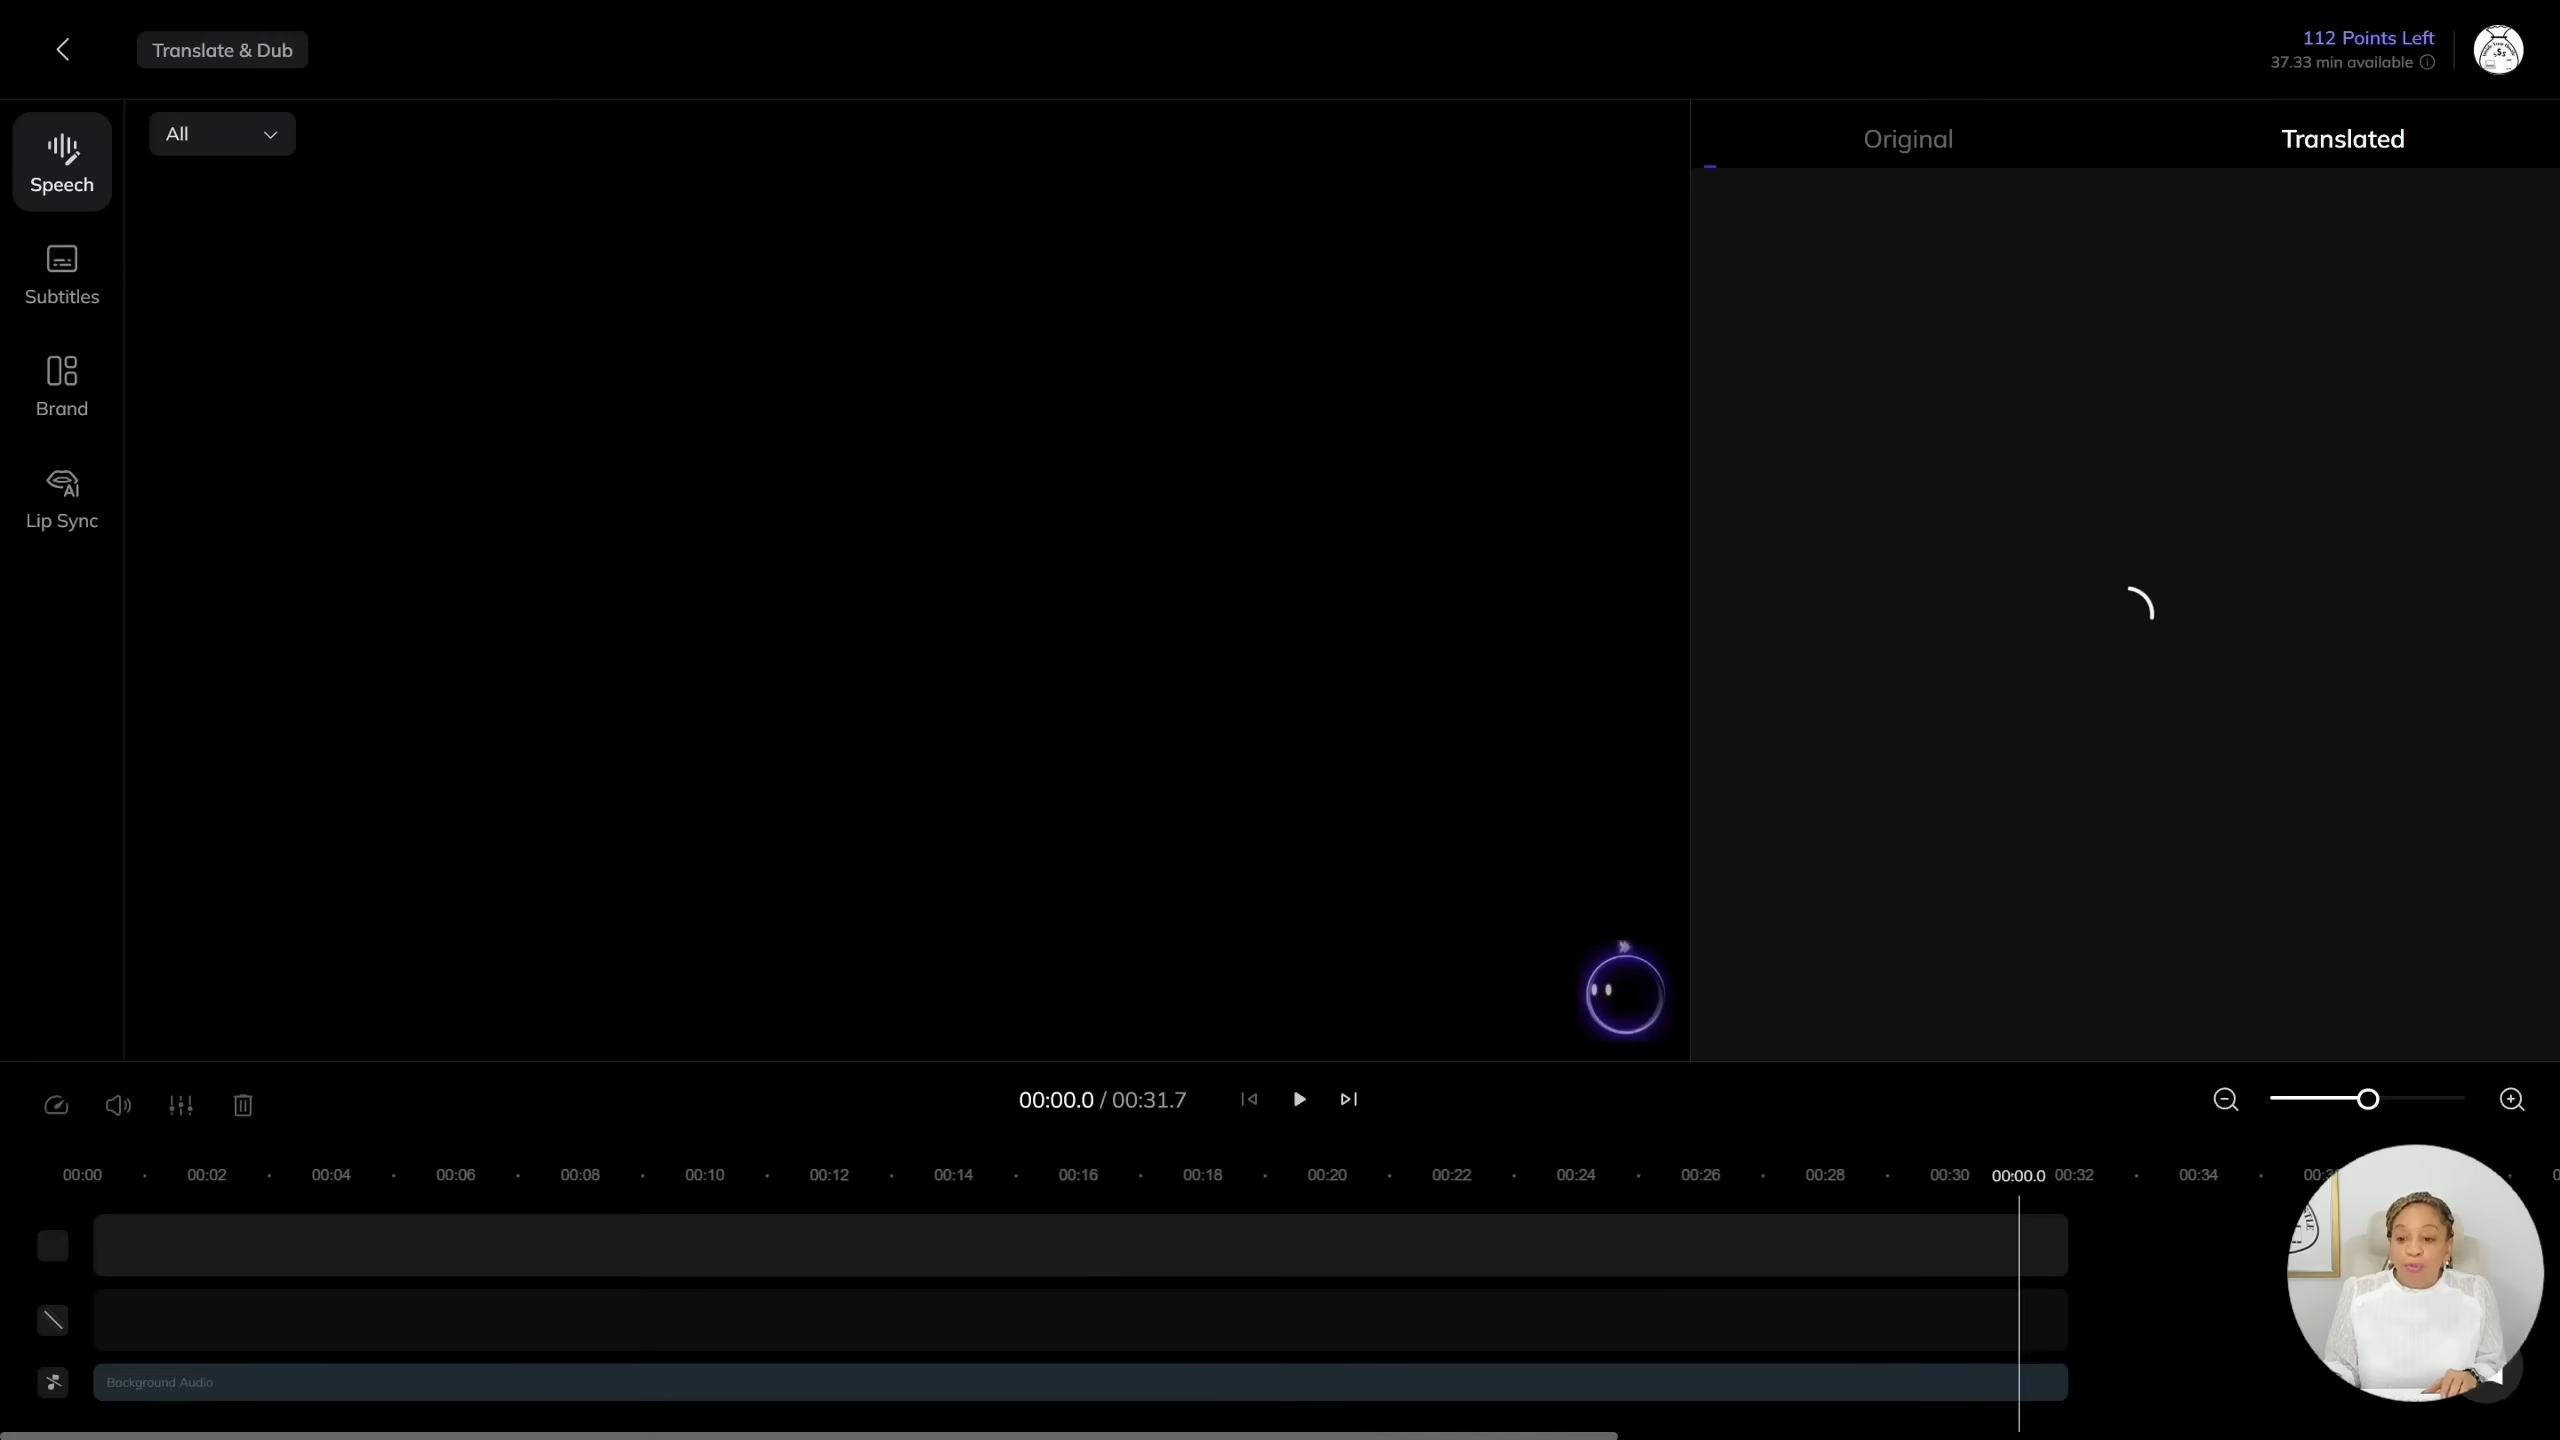 Translate & Dub
112 Points Left
37.33 min available
All
Original
Translated
Speech
Subtitles
Brand
AI
Lip Sync
00:00.0 / 00:31.7
00:00
00:02
00:04
00:06
00:08
00:10
00:12
00:14
00:16
00:18
00:20
00:22
00:24
00:26
00:28
00:30
00:00.0
00:32
00:34
Background Audio